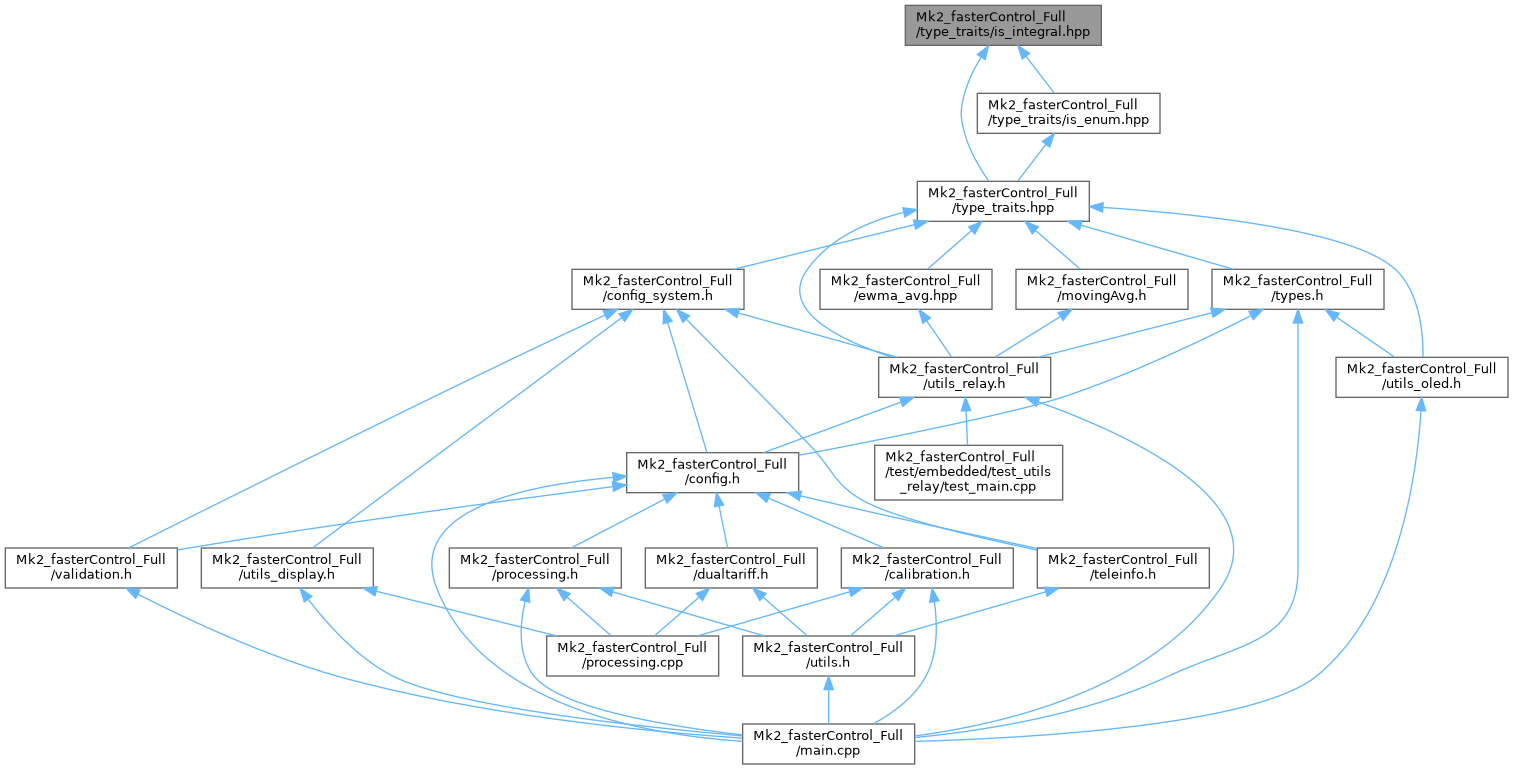 Mk2_fasterControl_Full
/type_traits/is_integral.hpp
Mk2_fasterControl_Full
/type_traits/is_enum.hpp
Mk2_fasterControl_Full
/type_traits.hpp
Mk2_fasterControl_Full
/config_system.h
Mk2_fasterControl_Full
/ewma_avg.hpp
Mk2_fasterControl_Full
/movingAvg.h
Mk2_fasterControl_Full
/types.h
Mk2_fasterControl_Full
/utils_relay.h
Mk2_fasterControl_Full
/utils_oled.h
Mk2_fasterControl_Full
/config.h
Mk2_fasterControl_Full
/test/embedded/test_utils
_relay/test_main.cpp
Mk2_fasterControl_Full
/validation.h
Mk2_fasterControl_Full
/utils_display.h
Mk2_fasterControl_Full
/processing.h
Mk2_fasterControl_Full
/dualtariff.h
Mk2_fasterControl_Full
/calibration.h
Mk2_fasterControl_Full
/teleinfo.h
Mk2_fasterControl_Full
/processing.cpp
Mk2_fasterControl_Full
/utils.h
Mk2_fasterControl_Full
/main.cpp